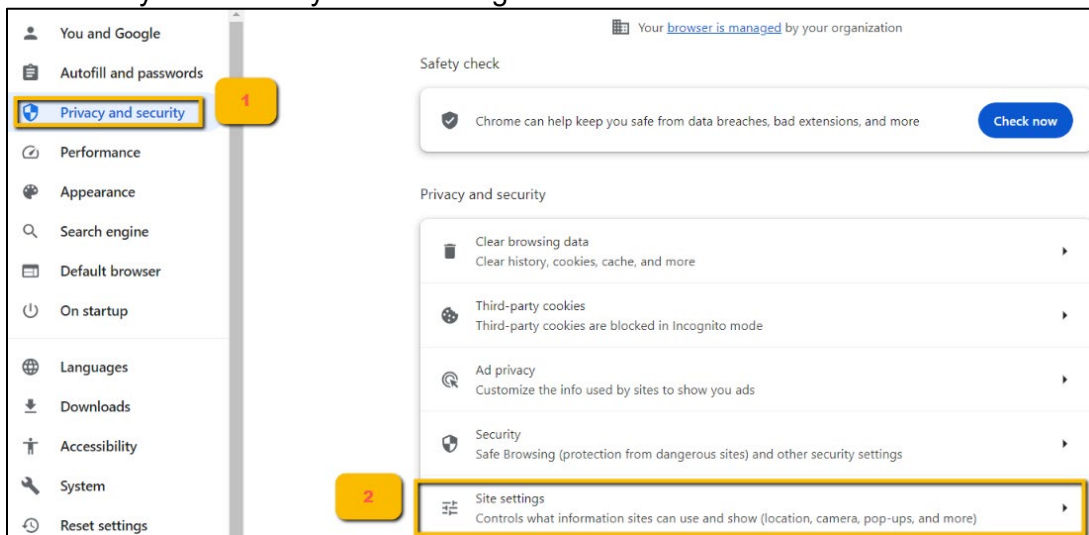 You and Google
Autofill and passwords
Privacy and security
1
Performance
Appearance
Search engine
Default browser
On startup
Languages
Downloads
Accessibility
System
Reset settings
Your browser is managed by your organization
Safety check
Chrome can help keep you safe from data breaches, bad extensions, and more
Check now
Privacy and security
Clear browsing data
Clear history, cookies, cache, and more
Third-party cookies
Third-party cookies are blocked in Incognito mode
Ad privacy
Customize the info used by sites to show you ads
Security
Safe Browsing (protection from dangerous sites) and other security settings
2
Site settings
Controls what information sites can use and show (location, camera, pop-ups, and more)